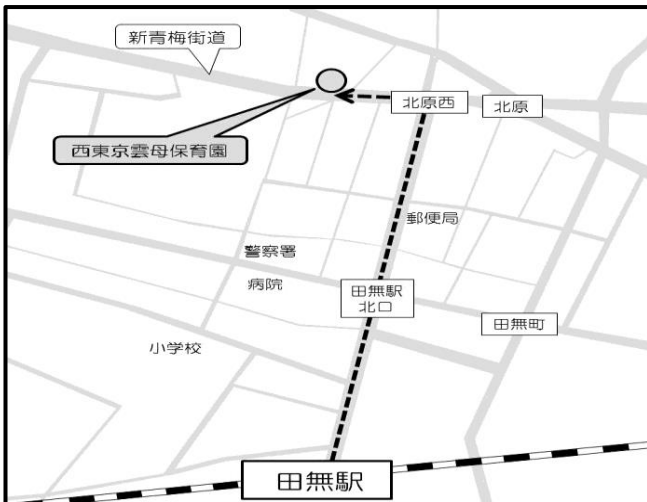 新青梅街道
北原西
北原
西東京雲母保育園
郵便局
警察署
病院
田無駅
北口
田無町
小学校
田無駅